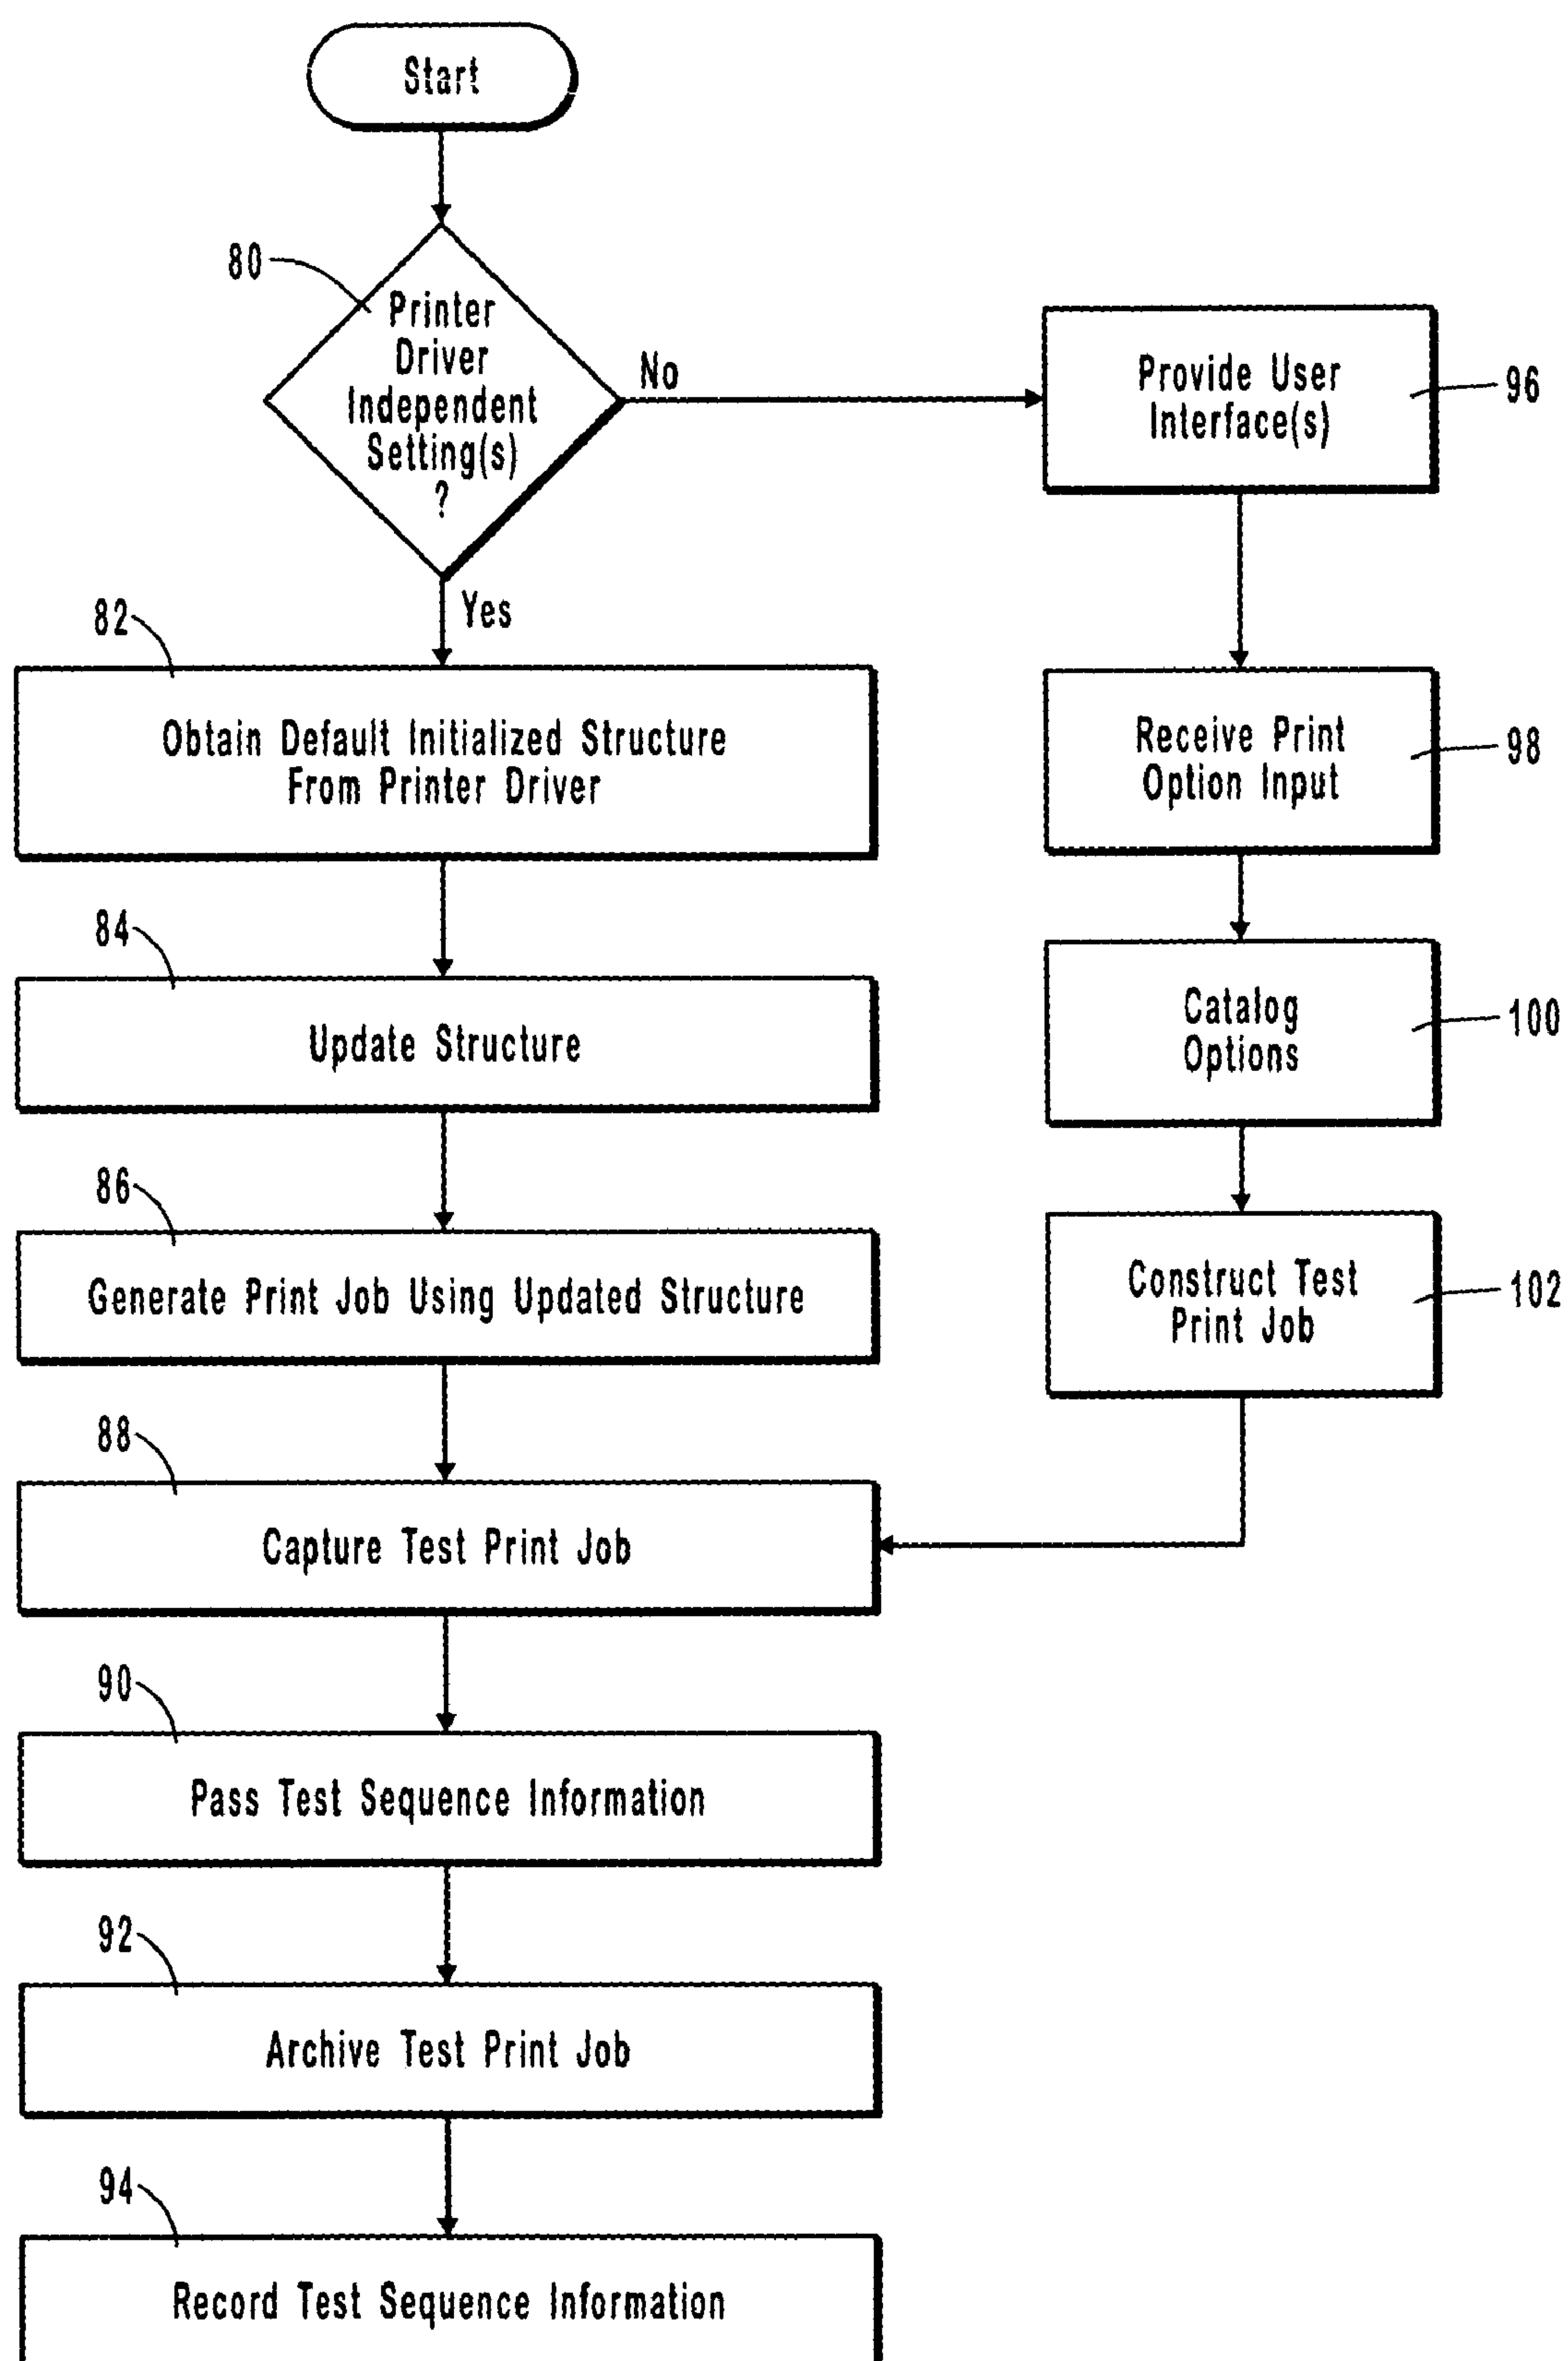 Start
80
Printer
Driver
Independent
Setting(s)
?
No
Yes
Provide User
Interface(s)
96
82
Obtain Default Initialized Structure
From Printer Driver
Receive Print
Option Input
98
84
Update Structure
Catalog
Options
100
86
Generate Print Job Using Updated Structure
Construct Test
Print Job
102
88
Capture Test Print Job
90
Pass Test Sequence Information
92
Archive Test Print Job
94
Record Test Sequence Information